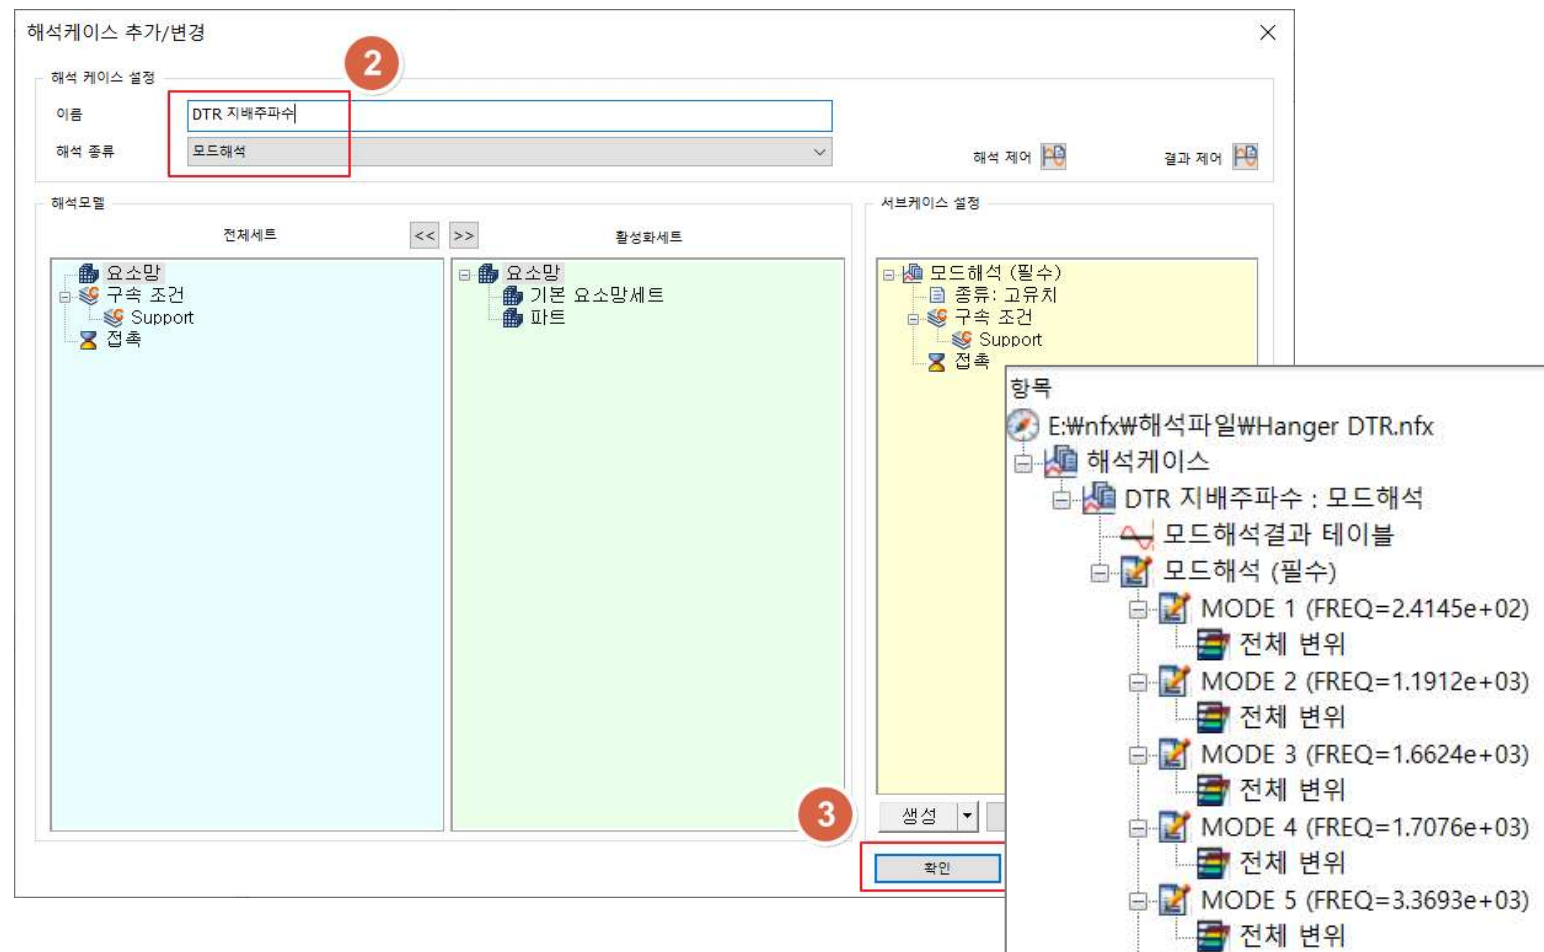 해석케이스 추가/변경
2
해석 케이스 설정
이름 DTR 지배주파수
해석 종류 모드해석
해석 제어 결과 제어
해석모델
전체세트 << >> 활성화세트
요소망
구속 조건
Support
접촉
요소망
기본 요소망세트
파트
서브케이스 설정
모드해석 (필수)
종류: 고유치
구속 조건
Support
접촉
3
생성
확인
항목
E:₩nfx₩해석파일₩Hanger DTR.nfx
해석케이스
DTR 지배주파수 : 모드해석
모드해석결과 테이블
모드해석 (필수)
MODE 1 (FREQ=2.4145e+02)
전체 변위
MODE 2 (FREQ=1.1912e+03)
전체 변위
MODE 3 (FREQ=1.6624e+03)
전체 변위
MODE 4 (FREQ=1.7076e+03)
전체 변위
MODE 5 (FREQ=3.3693e+03)
전체 변위